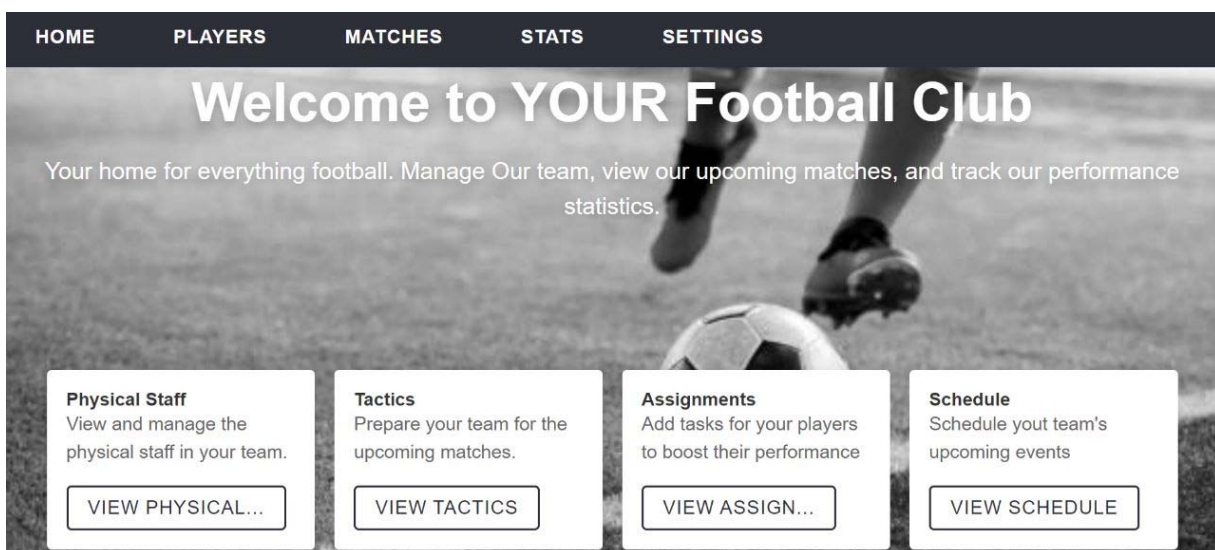 HOME PLAYERS MATCHES STATS SETTINGS
Welcome to YOUR Football Club
Your home for everything football. Manage Our team, view our upcoming matches, and track our performance
statistics.
Physical Staff
View and manage the
physical staff in your team.
VIEW PHYSICAL...
Tactics
Prepare your team for the
upcoming matches.
VIEW TACTICS
Assignments
Add tasks for your players
to boost their performance
VIEW ASSIGN...
Schedule
Schedule yout team's
upcoming events
VIEW SCHEDULE